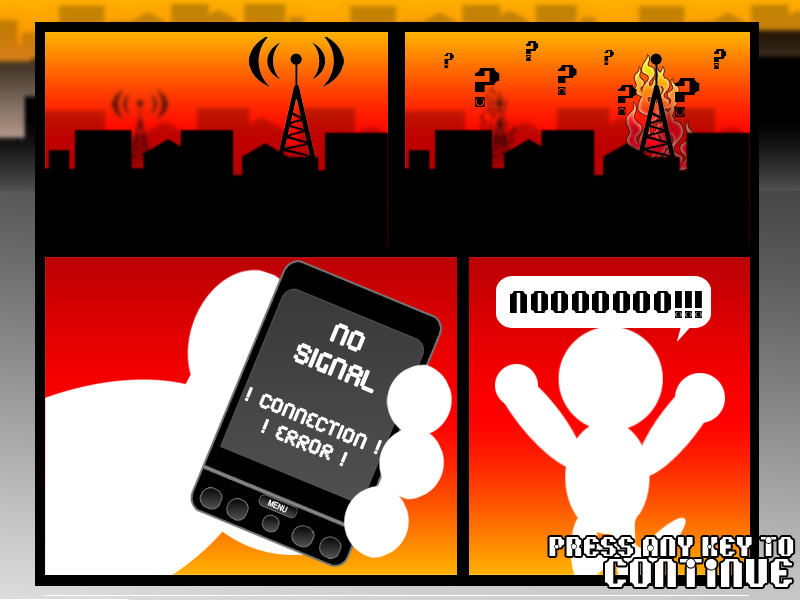 ?
?
?
?
?
?
?
?
NO
SIGNAL
! CONNECTION !
! ERROR !
MENU
NOOOOOOO!!!
PRESS ANY KEY TO
CONTINUE